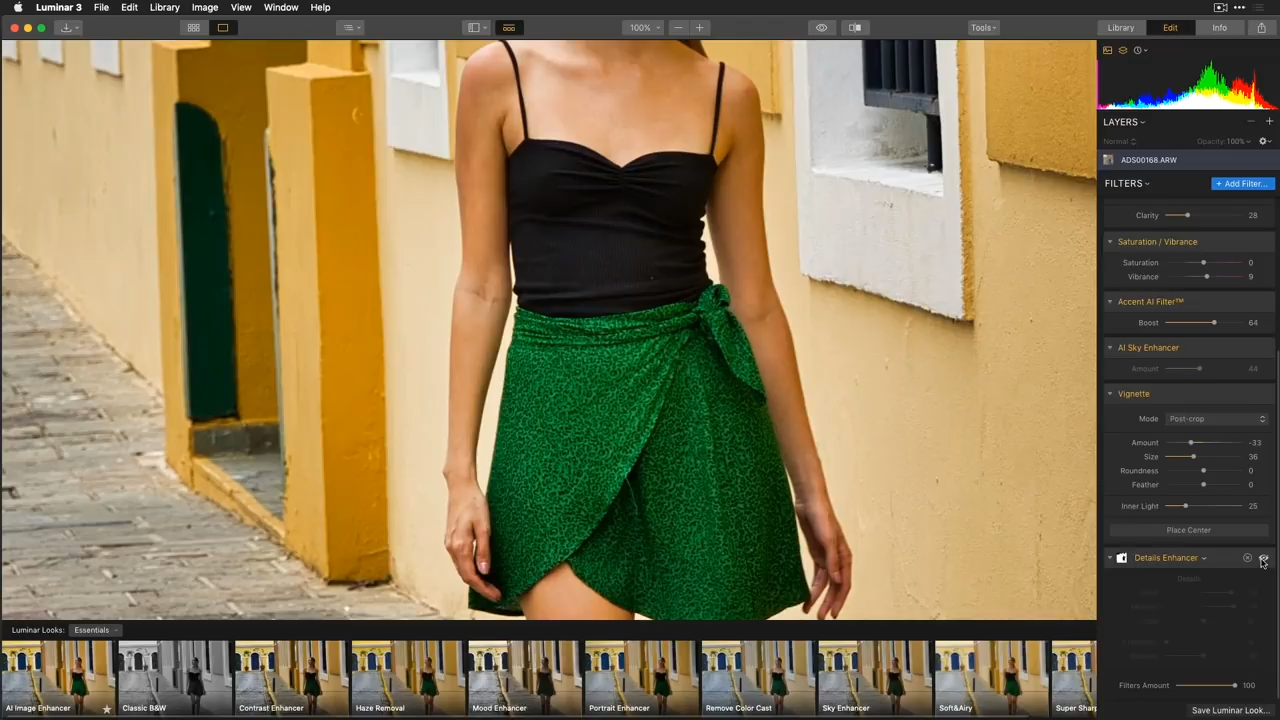 Luminar 3 File Edit Library Image View Window Help
100% Tools Library Edit Info
LAYERS
Normal Opacity: 100%
ADS00168.ARW
FILTERS + Add Filter...
Clarity 28
Saturation / Vibrance
Saturation 0
Vibrance 9
Accent AI Filter™
Boost 64
AI Sky Enhancer
Amount 44
Vignette
Mode Post-crop
Amount -33
Size 36
Roundness 0
Feather 0
Inner Light 25
Place Center
Details Enhancer
Details
Filters Amount 100
Save Luminar Look...
Luminar Looks: Essentials
AI Image Enhancer Classic B&W Contrast Enhancer Haze Removal Mood Enhancer Portrait Enhancer Remove Color Cast Sky Enhancer Soft&Airy Super Sharp